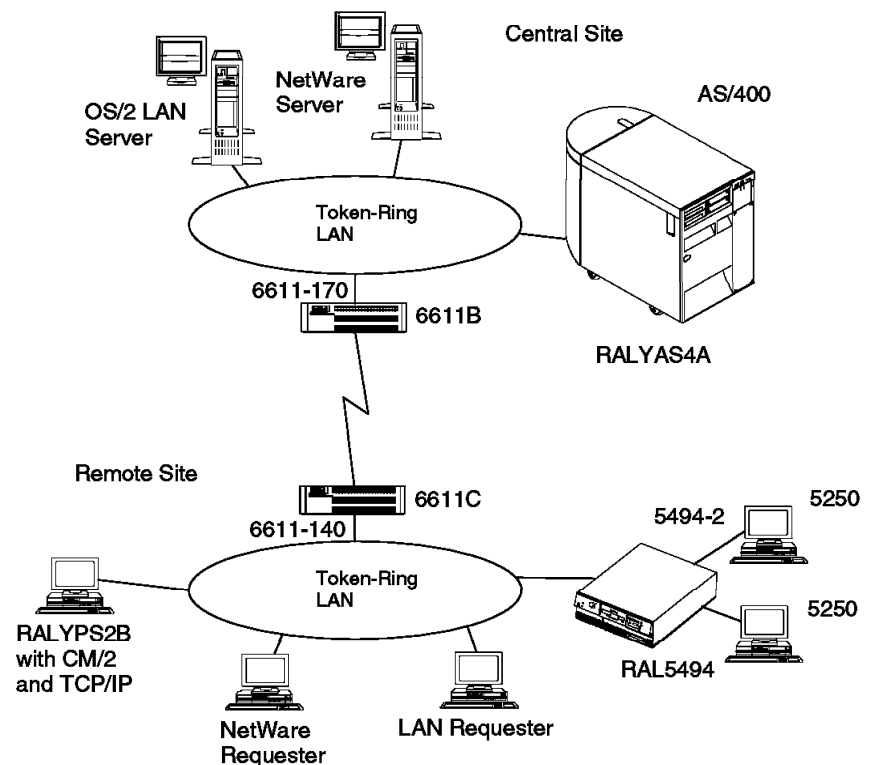 Central Site
NetWare
Server
OS/2 LAN
Server
AS/400
Token-Ring
LAN
6611-170
6611B
RALYAS4A
Remote Site
6611C
6611-140
5494-2
5250
Token-Ring
LAN
5250
RALYPS2B
with CM/2
and TCP/IP
RAL5494
NetWare
Requester
LAN Requester